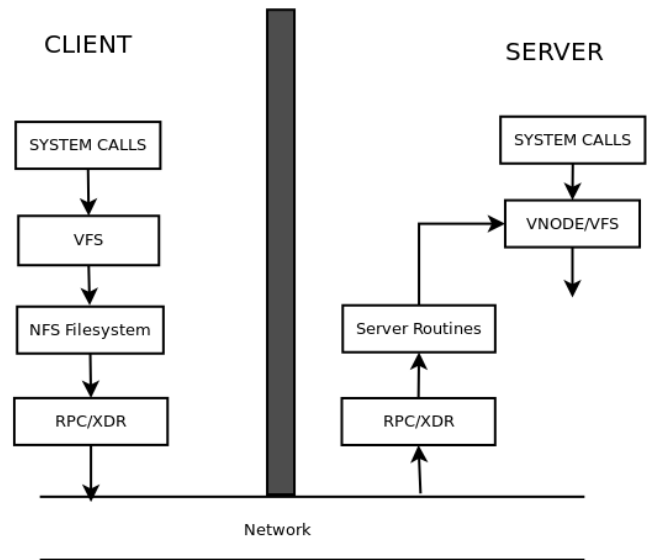 CLIENT
SERVER
SYSTEM CALLS
SYSTEM CALLS
VFS
VNODE/VFS
NFS Filesystem
Server Routines
RPC/XDR
RPC/XDR
Network